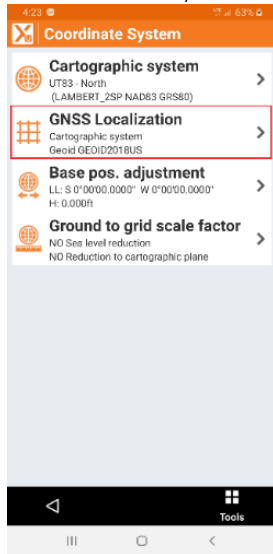 4:23 63%
Coordinate System
Cartographic system
UT83 - North
(LAMBERT_2SP NAD83 GRS80)
GNSS Localization
Cartographic system
Geoid GEOID2018US
Base pos. adjustment
LL: S 0°00'00.0000" W 0°00'00.0000"
H: 0.000ft
Ground to grid scale factor
NO Sea level reduction
NO Reduction to cartographic plane
Tools